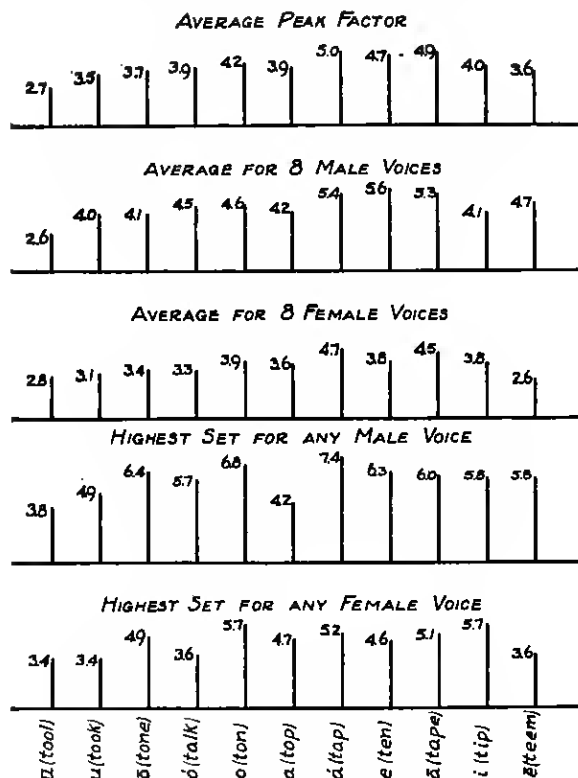 AVERAGE PEAK FACTOR
2.7 3.5 3.7 3.9 4.2 3.9 5.0 4.7 4.9 4.0 3.6
AVERAGE FOR 8 MALE VOICES
2.6 4.0 4.1 4.5 4.6 4.2 5.4 5.6 5.3 4.1 4.7
AVERAGE FOR 8 FEMALE VOICES
2.8 3.1 3.4 3.3 3.9 3.6 4.7 3.8 4.5 3.8 2.6
HIGHEST SET FOR ANY MALE VOICE
3.8 4.9 6.4 5.7 6.8 4.2 7.4 6.3 6.0 5.8 5.8
HIGHEST SET FOR ANY FEMALE VOICE
3.4 3.4 4.9 3.6 5.7 4.7 5.2 4.6 5.1 5.7 3.6
u(tool)
u(took)
ō(tone)
ó(talk)
o(ton)
a(top)
á(tap)
e(ten)
ā(tape)
i(tip)
ē(teem)